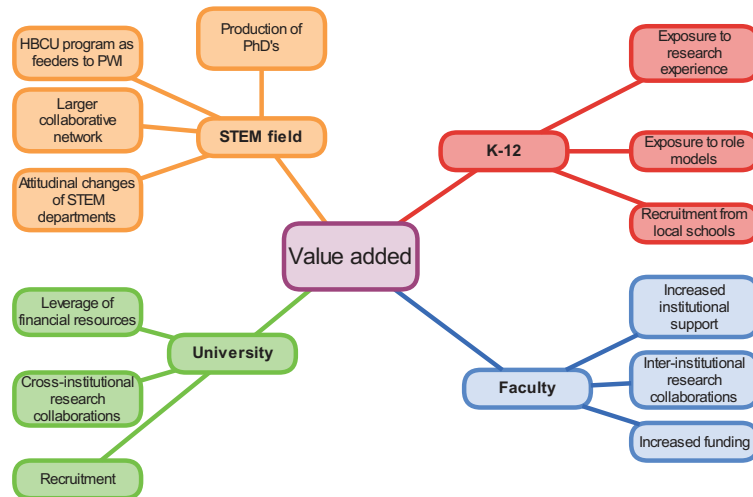 Production of
PhD's
HBCU program as
feeders to PWI
Larger
collaborative
network
STEM field
Attitudinal changes
of STEM
departments
Exposure to
research
experience
K-12
Exposure to role
models
Recruitment from
local schools
Value added
Leverage of
financial resources
University
Cross-institutional
research
collaborations
Recruitment
Increased
institutional
support
Faculty
Inter-institutional
research
collaborations
Increased funding